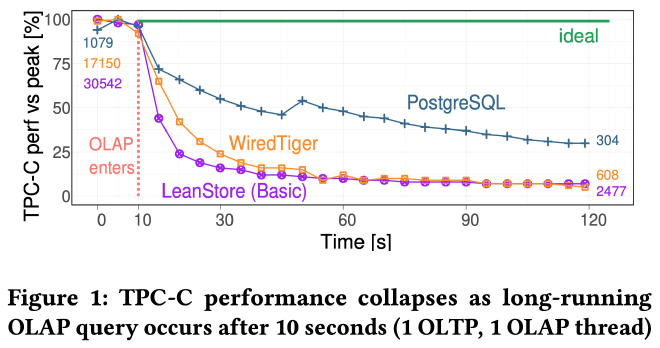 TPC-C perf vs peak [%]
100
75
50
25
0
1079
17150
30542
ideal
OLAP
enters
PostgreSQL
WiredTiger
LeanStore (Basic)
304
608
2477
0
10
30
60
90
120
Time [s]
Figure 1: TPC-C performance collapses as long-running
OLAP query occurs after 10 seconds (1 OLTP, 1 OLAP thread)